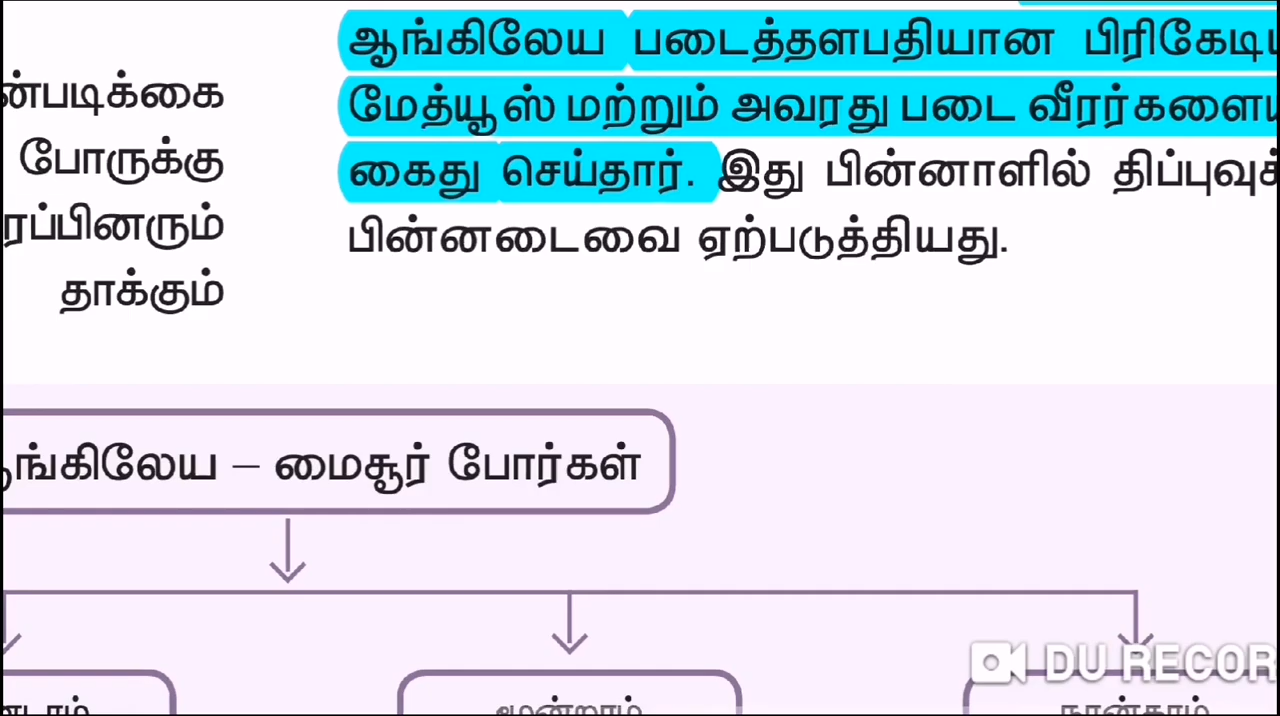 ன்படிக்கை
போருக்கு
ரப்பினரும்
தாக்கும்
ஆங்கிலேய படைத்தளபதியான பிரிகேடிய
மேத்யூஸ் மற்றும் அவரது படை வீரர்களைய
கைது செய்தார். இது பின்னாளில் திப்புவுக்
பின்னடைவை ஏற்படுத்தியது.
ங்கிலேய – மைசூர் போர்கள்
மூன்றாம்
நான்காம்
DU RECOR